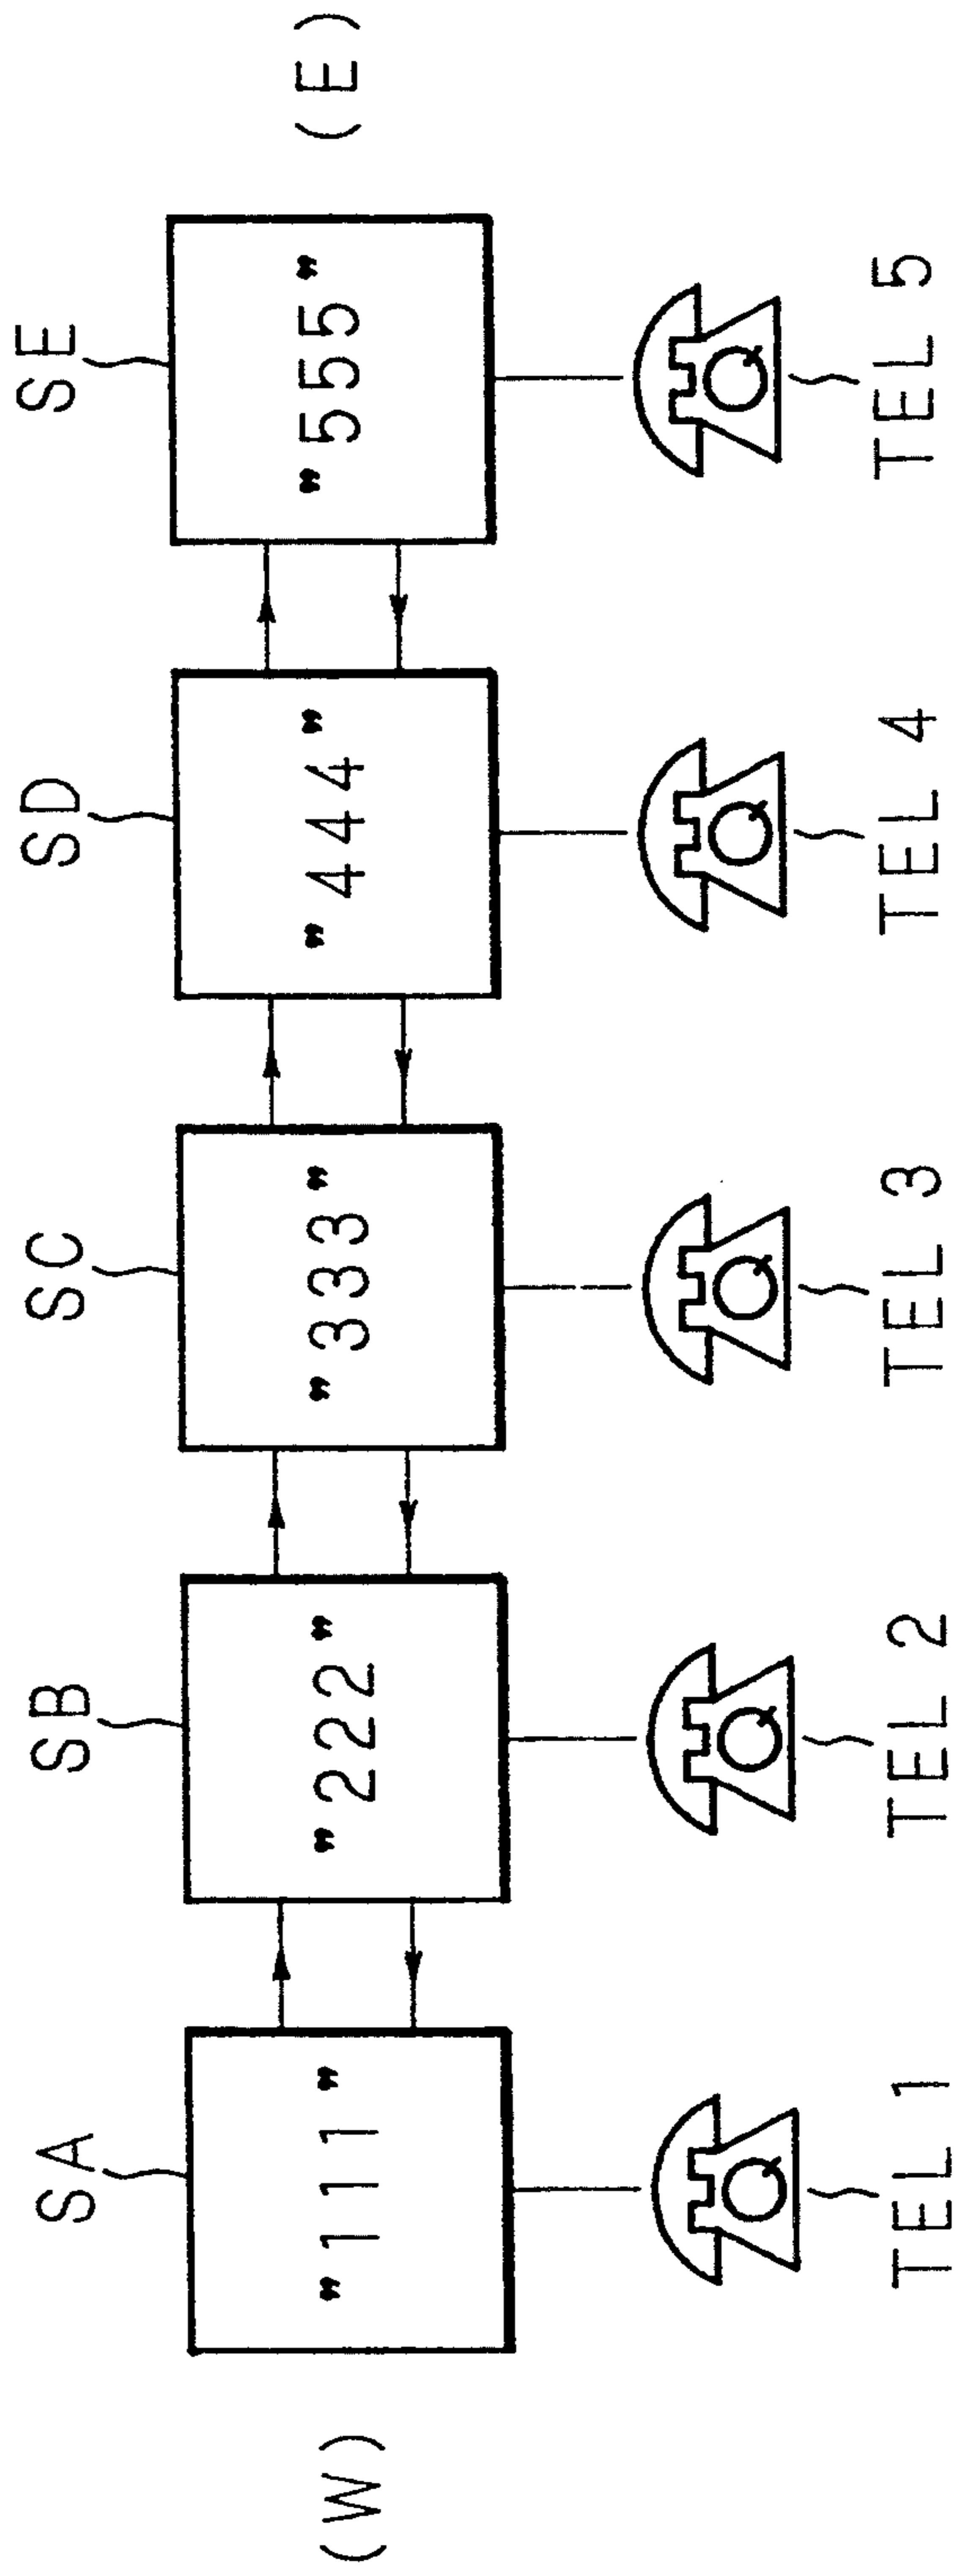 SA SB SC SD SE
(W) "111" "222" "333" "444" "555" (E)
TEL 1 TEL 2 TEL 3 TEL 4 TEL 5